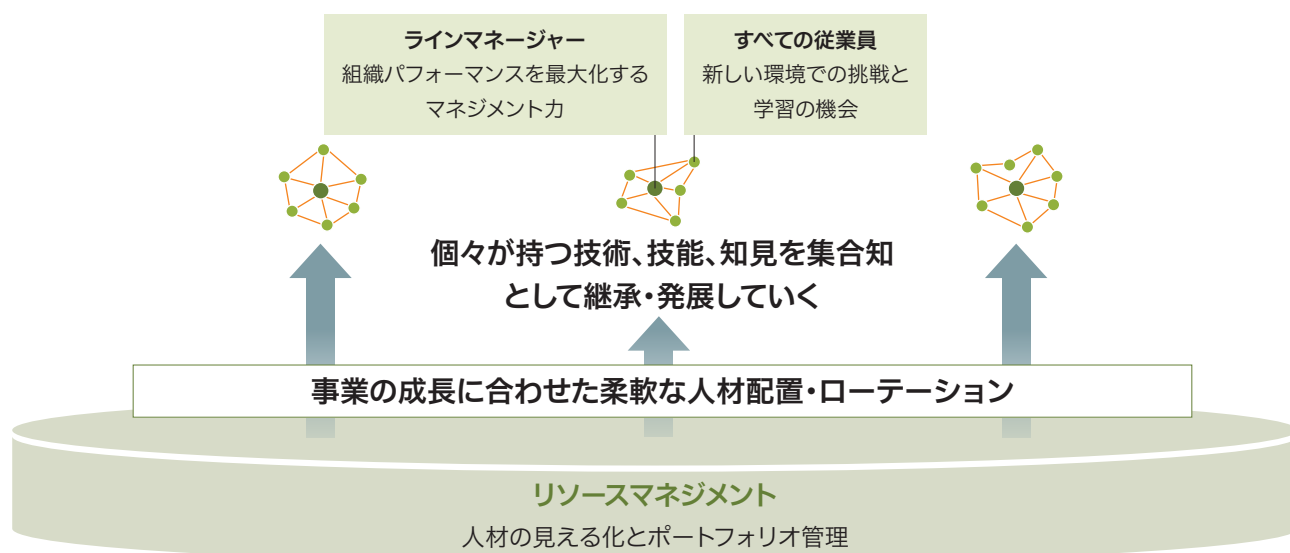 ラインマネージャー
組織パフォーマンスを最大化する
マネジメント力
すべての従業員
新しい環境での挑戦と
学習の機会
個々が持つ技術、技能、知見を集合知
として継承・発展していく
事業の成長に合わせた柔軟な人材配置・ローテーション
リソースマネジメント
人材の見える化とポートフォリオ管理